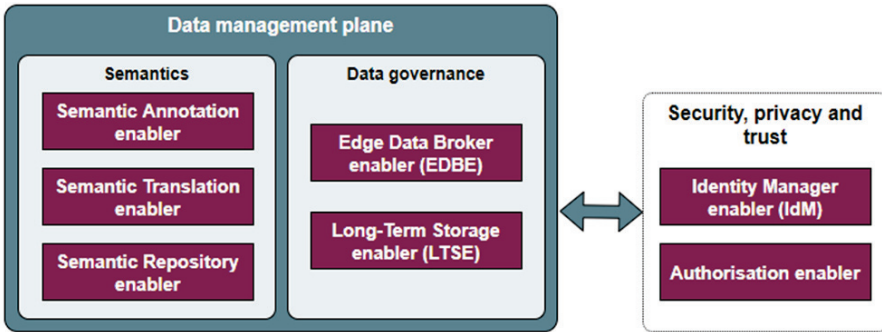 Data management plane
Semantics
Semantic Annotation
enabler
Semantic Translation
enabler
Semantic Repository
enabler
Data governance
Edge Data Broker
enabler (EDBE)
Long-Term Storage
enabler (LTSE)
Security, privacy and
trust
Identity Manager
enabler (IdM)
Authorisation enabler